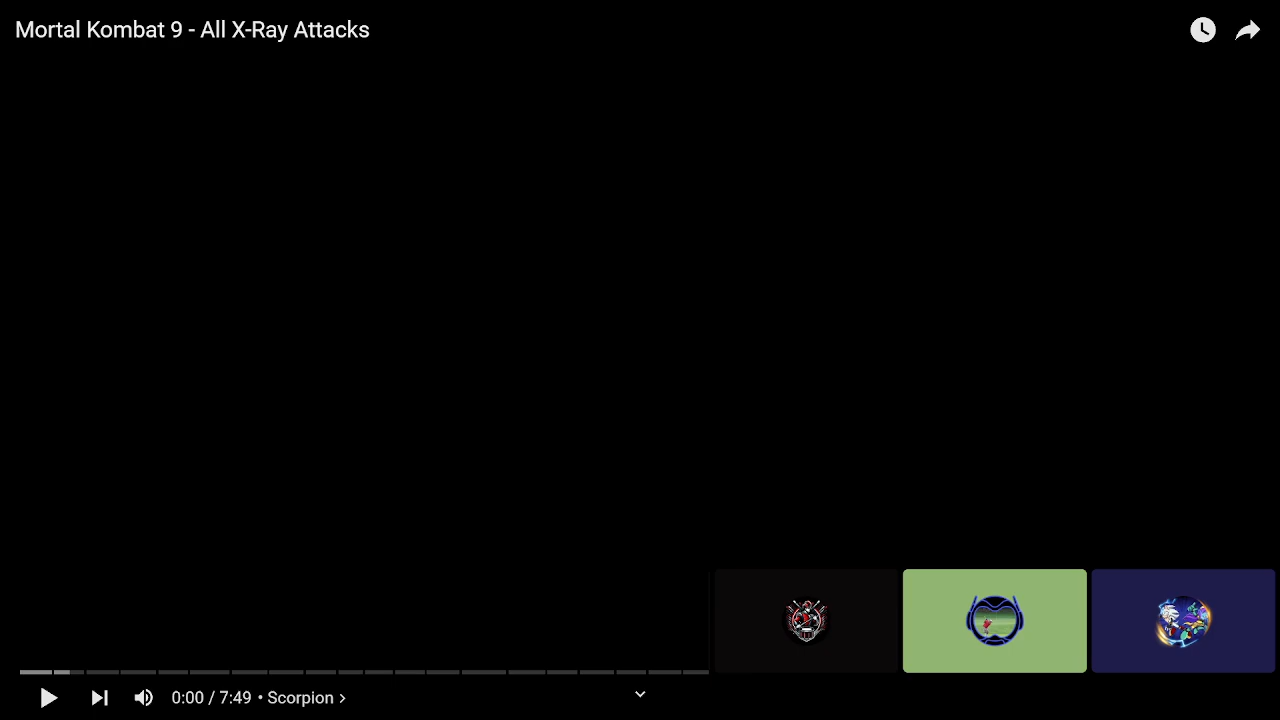 Mortal Kombat 9 - All X-Ray Attacks
0:00 / 7:49 • Scorpion ›